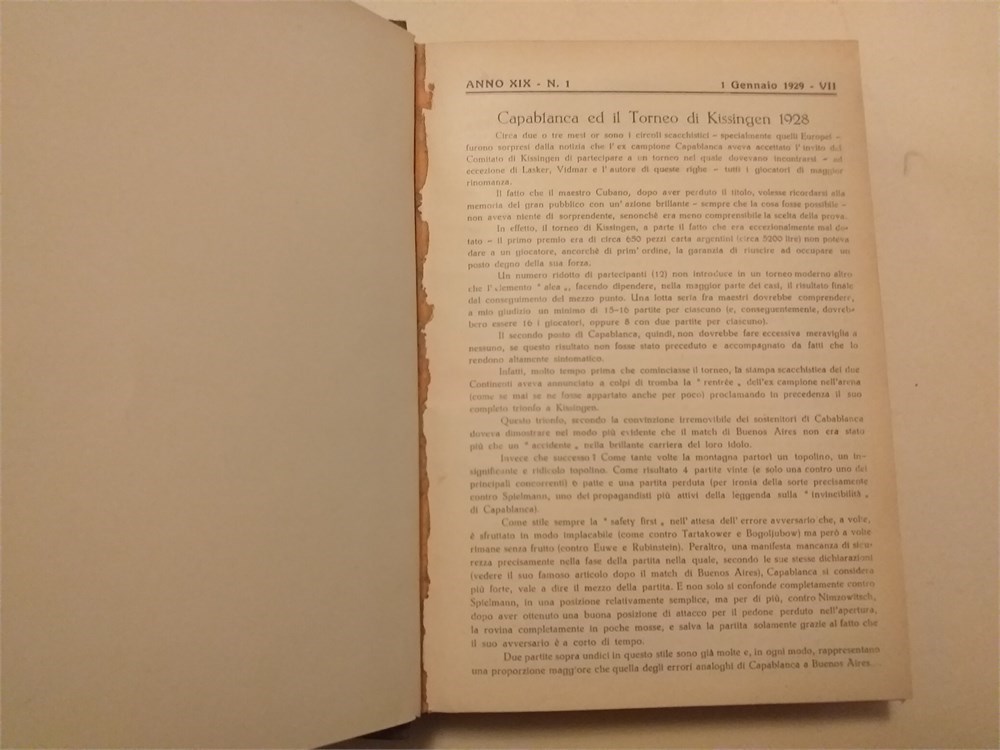 ANNO XIX - N. 1
1 Gennaio 1929 - VII
Capablanca ed il Torneo di Kissingen 1928
Circa due o tre mesi or sono i circoli scacchistici - specialmente quelli Europei -
furono sorpresi dalla notizia che l'ex campione Capablanca aveva accettato l'invito del
Comitato di Kissingen di partecipare a un torneo nel quale dovevano incontrarsi - ad
eccezione di Lasker, Vidmar e l'autore di queste righe - tutti i giocatori di maggior
rinomanza.
Il fatto che il maestro Cubano, dopo aver perduto il titolo, volesse ricordarsi alla
memoria del gran pubblico con un'azione brillante - sempre che la cosa fosse possibile -
non aveva niente di sorprendente, senonchè era meno comprensibile la scelta della prova.
In effetto, il torneo di Kissingen, a parte il fatto che era eccezionalmente mal do-
tato - il primo premio era di circa 650 pezzi carta argentini (circa 5200 lire) non poteva
dare a un giocatore, ancorchè di prim'ordine, la garanzia di riuscire ad occupare un
posto degno della sua forza.
Un numero ridotto di partecipanti (12) non introduce in un torneo moderno altro
che l'elemento "alea„, facendo dipendere, nella maggior parte dei casi, il risultato finale
dal conseguimento del mezzo punto. Una lotta seria fra maestri dovrebbe comprendere,
a mio giudizio un minimo di 15-16 partite per ciascuno (e, conseguentemente, dovreb-
bero essere 16 i giocatori, oppure 8 con due partite per ciascuno).
Il secondo posto di Capablanca, quindi, non dovrebbe fare eccessiva meraviglia a
nessuno, se questo risultato non fosse stato preceduto e accompagnato da fatti che lo
rendono altamente sintomatico.
Infatti, molto tempo prima che cominciasse il torneo, la stampa scacchistica dei due
Continenti aveva annunciato a colpi di tromba la "rentrée„ dell'ex campione nell'arena
(come se mai se ne fosse appartato anche per poco) proclamando in precedenza il suo
completo trionfo a Kissingen.
Questo trionfo, secondo la convinzione irremovibile dei sostenitori di Cabablanca
doveva dimostrare nel modo più evidente che il match di Buenos Aires non era stato
più che un "accidente„ nella brillante carriera del loro idolo.
Invece che successo? Come tante volte la montagna partorì un topolino, un in-
significante e ridicolo topolino. Come risultato 4 partite vinte (e solo una contro uno dei
principali concorrenti) 6 patte e una partita perduta (per ironia della sorte precisamente
contro Spielmann, uno dei propagandisti più attivi della leggenda sulla "invincibilità„
di Capablanca).
Come stile sempre la "safety first„ nell'attesa dell'errore avversario che, a volte,
è sfruttato in modo implacabile (come contro Tartakower e Bogoljubow) ma però a volte
rimane senza frutto (contro Euwe e Rubinstein). Peraltro, una manifesta mancanza di sicu-
rezza precisamente nella fase della partita nella quale, secondo le sue stesse dichiarazioni
(vedere il suo famoso articolo dopo il match di Buenos Aires), Capablanca si considera
più forte, vale a dire il mezzo della partita. E non solo si confonde completamente contro
Spielmann, in una posizione relativamente semplice, ma per di più, contro Nimzowitsch,
dopo aver ottenuto una buona posizione di attacco per il pedone perduto nell'apertura,
la rovina completamente in poche mosse, e salva la partita solamente grazie al fatto che
il suo avversario è a corto di tempo.
Due partite sopra undici in questo stile sono già molte e, in ogni modo, rappresentano
una proporzione maggiore che quella degli errori analoghi di Capablanca a Buenos Aires...